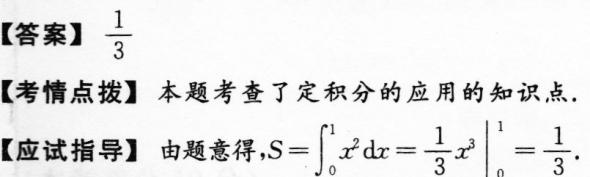 【答案】 1/3
【考情点拨】 本题考查了定积分的应用的知识点.
【应试指导】 由题意得,S=∫₀¹x²dx=1/3x³|₀¹=1/3.